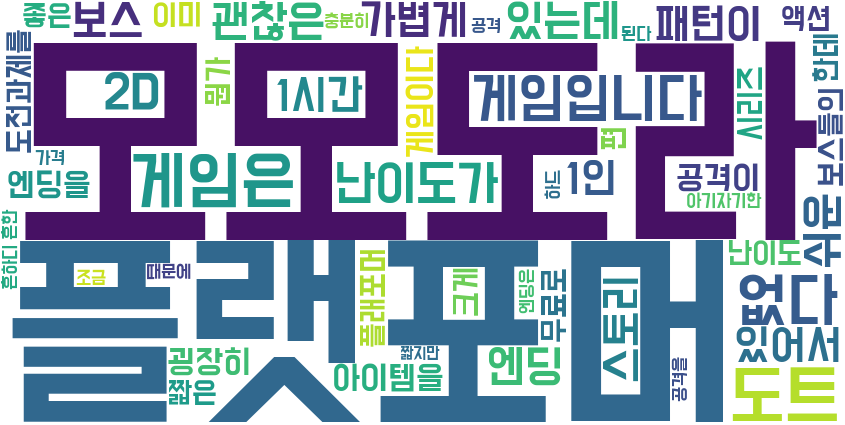 좋은
보스
이미
괜찮은
충분히
가볍게
공격
있는데
된다
패턴이
액션
도전과제를
모모도라
2D
뭔가
1시간
게임이다
게임입니다
시리즈
한데
가격
엔딩을
게임은
난이도가
하드
1인
편
공격이
아기자기한
보스들이
흔하디 흔한
플랫포머
조금
때문에
플래포머
크게
엔딩은
무료로
스토리
난이도
쉬운
없다
있어서
굉장히
짧은
짧지만
아이템을
엔딩
공격을
도트